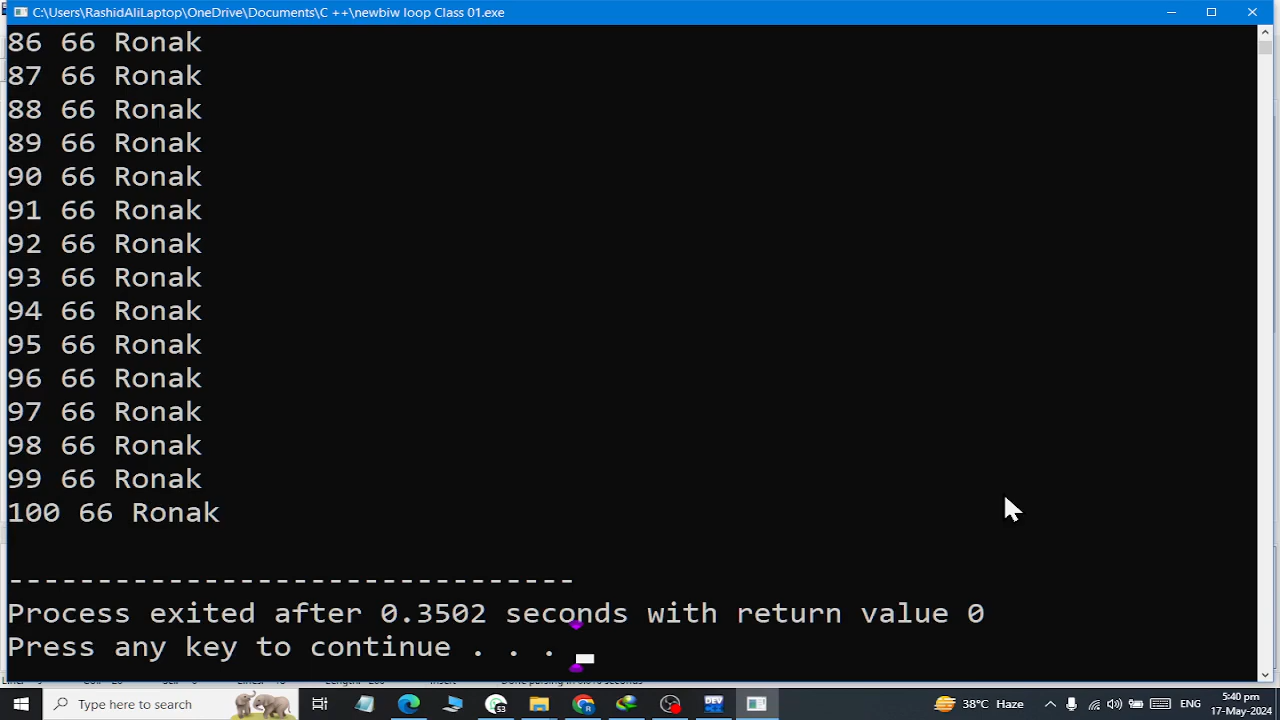 C:\Users\RashidAliLaptop\OneDrive\Documents\C ++\newbiw loop Class 01.exe
86 66 Ronak
87 66 Ronak
88 66 Ronak
89 66 Ronak
90 66 Ronak
91 66 Ronak
92 66 Ronak
93 66 Ronak
94 66 Ronak
95 66 Ronak
96 66 Ronak
97 66 Ronak
98 66 Ronak
99 66 Ronak
100 66 Ronak
--------------------------------
Process exited after 0.3502 seconds with return value 0
Press any key to continue . . .
Type here to search
DEV
38°C Haze
ENG
5:40 pm
17-May-2024